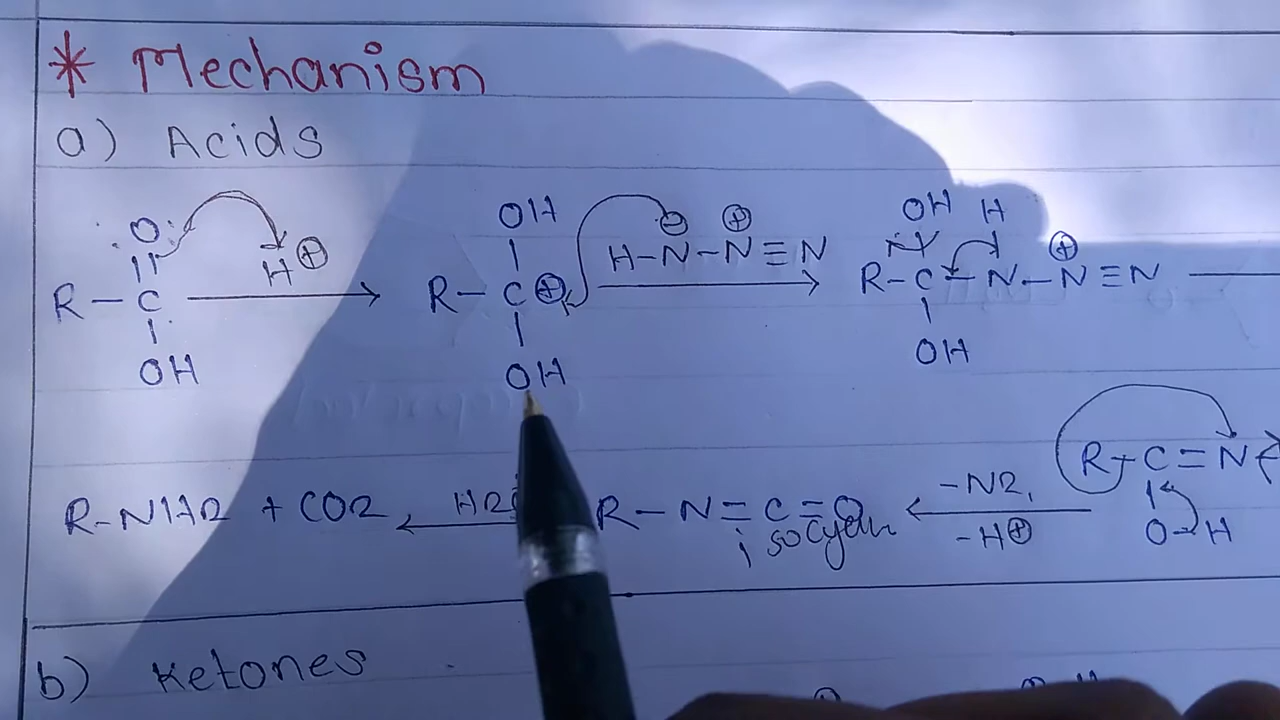 * Mechanism
a) Acids
:O: H⊕ OH ⊖ ⊕ OH H ⊕
|| | H-N-N≡N | |
R-C → R-C⊕ → R-C-N-N≡N
| | |
OH OH OH
R-C=N
R-NH2 + CO2 ← R-N=C=O ← -N2, -H⊕ O-H
isocyan
b) Ketones